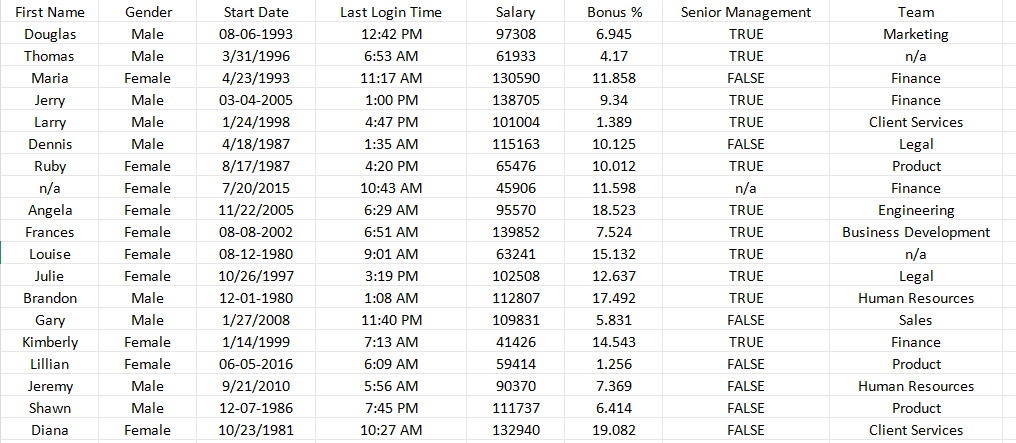 First Name Gender Start Date Last Login Time Salary Bonus % Senior Management Team
Douglas Male 08-06-1993 12:42 PM 97308 6.945 TRUE Marketing
Thomas Male 3/31/1996 6:53 AM 61933 4.17 TRUE n/a
Maria Female 4/23/1993 11:17 AM 130590 11.858 FALSE Finance
Jerry Male 03-04-2005 1:00 PM 138705 9.34 TRUE Finance
Larry Male 1/24/1998 4:47 PM 101004 1.389 TRUE Client Services
Dennis Male 4/18/1987 1:35 AM 115163 10.125 FALSE Legal
Ruby Female 8/17/1987 4:20 PM 65476 10.012 TRUE Product
n/a Female 7/20/2015 10:43 AM 45906 11.598 n/a Finance
Angela Female 11/22/2005 6:29 AM 95570 18.523 TRUE Engineering
Frances Female 08-08-2002 6:51 AM 139852 7.524 TRUE Business Development
Louise Female 08-12-1980 9:01 AM 63241 15.132 TRUE n/a
Julie Female 10/26/1997 3:19 PM 102508 12.637 TRUE Legal
Brandon Male 12-01-1980 1:08 AM 112807 17.492 TRUE Human Resources
Gary Male 1/27/2008 11:40 PM 109831 5.831 FALSE Sales
Kimberly Female 1/14/1999 7:13 AM 41426 14.543 TRUE Finance
Lillian Female 06-05-2016 6:09 AM 59414 1.256 FALSE Product
Jeremy Male 9/21/2010 5:56 AM 90370 7.369 FALSE Human Resources
Shawn Male 12-07-1986 7:45 PM 111737 6.414 FALSE Product
Diana Female 10/23/1981 10:27 AM 132940 19.082 FALSE Client Services